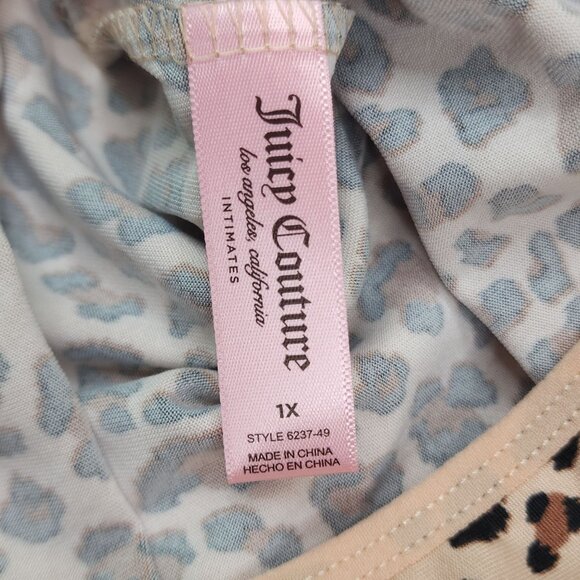 Juicy Couture
los angeles, california
INTIMATES
1X
STYLE 6237-49
MADE IN CHINA
HECHO EN CHINA